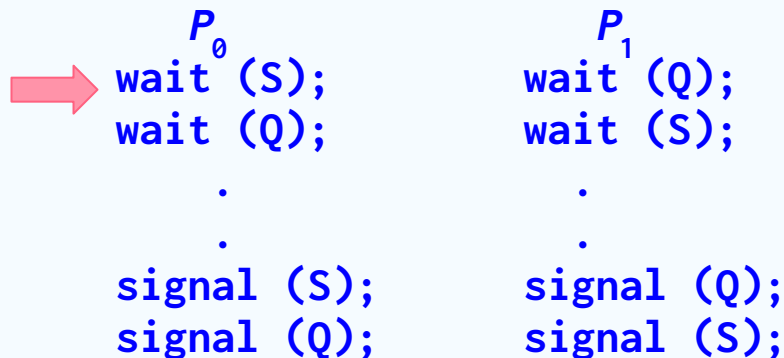 P0 P1
wait (S); wait (Q);
wait (Q); wait (S);
. .
. .
signal (S); signal (Q);
signal (Q); signal (S);